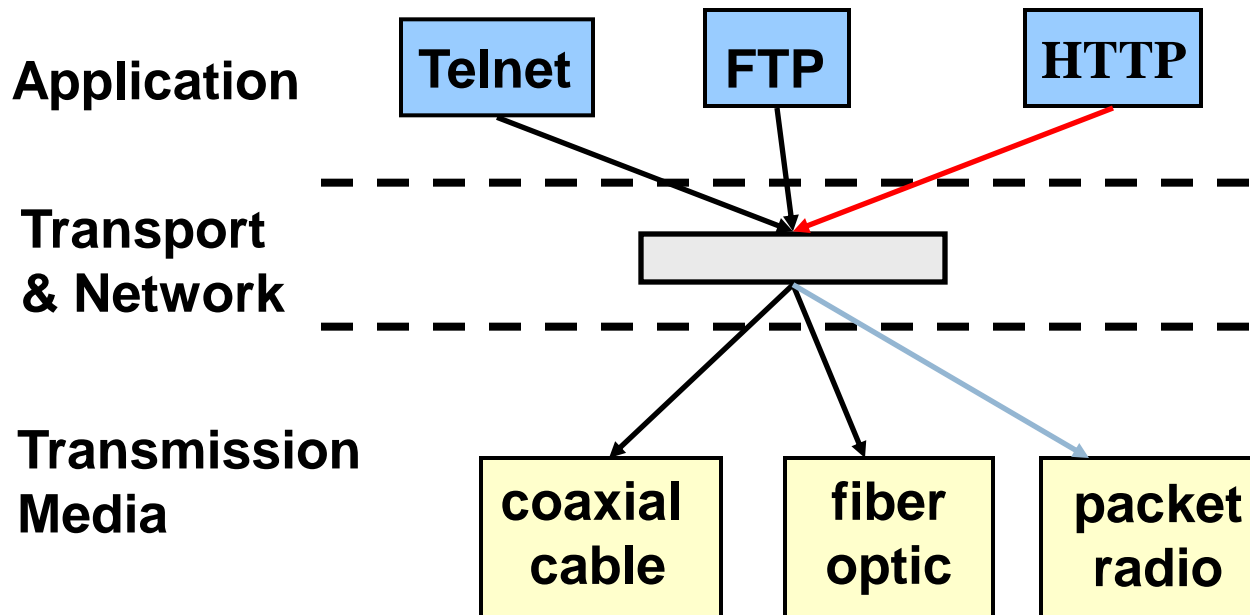 Application
Telnet
FTP
HTTP
Transport
& Network
Transmission
Media
coaxial
cable
fiber
optic
packet
radio